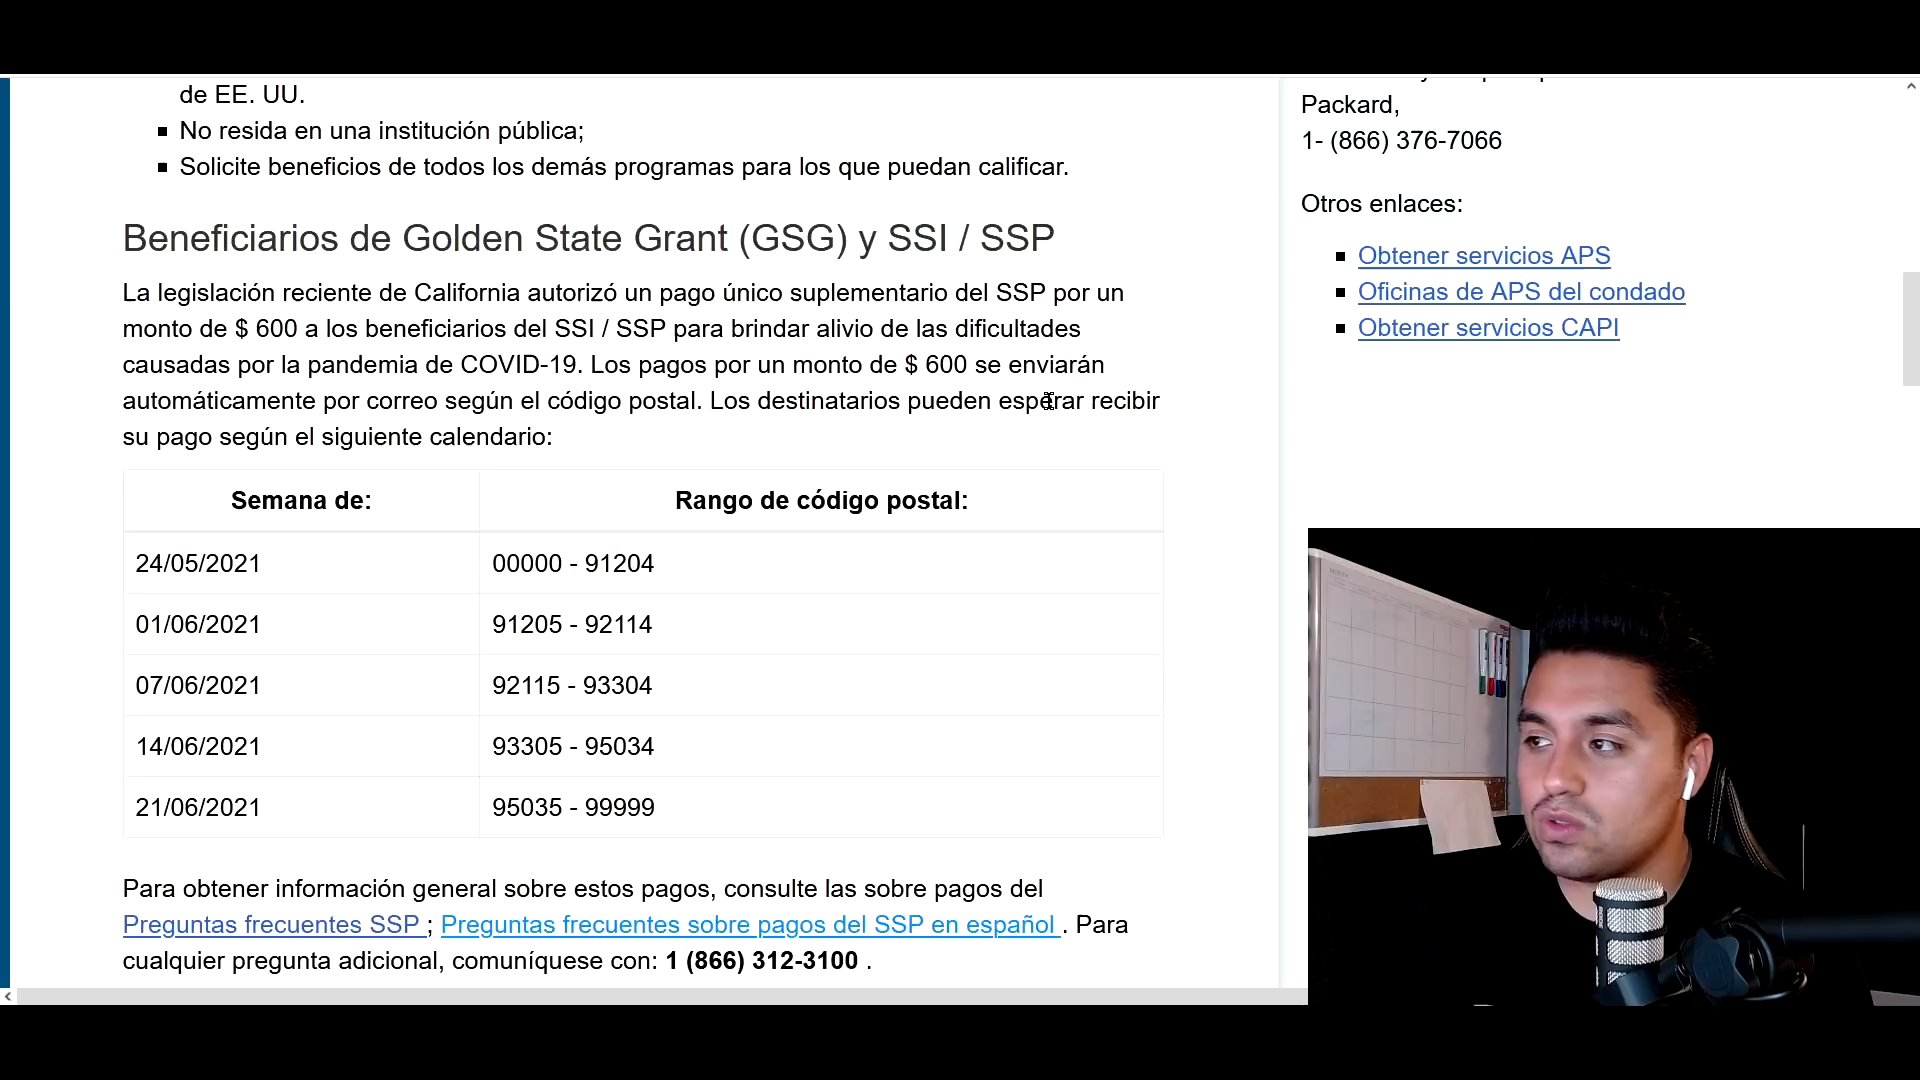 de EE. UU.
No resida en una institución pública;
Solicite beneficios de todos los demás programas para los que puedan calificar.
Beneficiarios de Golden State Grant (GSG) y SSI / SSP
La legislación reciente de California autorizó un pago único suplementario del SSP por un
monto de $ 600 a los beneficiarios del SSI / SSP para brindar alivio de las dificultades
causadas por la pandemia de COVID-19. Los pagos por un monto de $ 600 se enviarán
automáticamente por correo según el código postal. Los destinatarios pueden esperar recibir
su pago según el siguiente calendario:
Semana de: Rango de código postal:
24/05/2021 00000 - 91204
01/06/2021 91205 - 92114
07/06/2021 92115 - 93304
14/06/2021 93305 - 95034
21/06/2021 95035 - 99999
Para obtener información general sobre estos pagos, consulte las sobre pagos del
Preguntas frecuentes SSP ; Preguntas frecuentes sobre pagos del SSP en español . Para
cualquier pregunta adicional, comuníquese con: 1 (866) 312-3100 .
Packard,
1- (866) 376-7066
Otros enlaces:
Obtener servicios APS
Oficinas de APS del condado
Obtener servicios CAPI